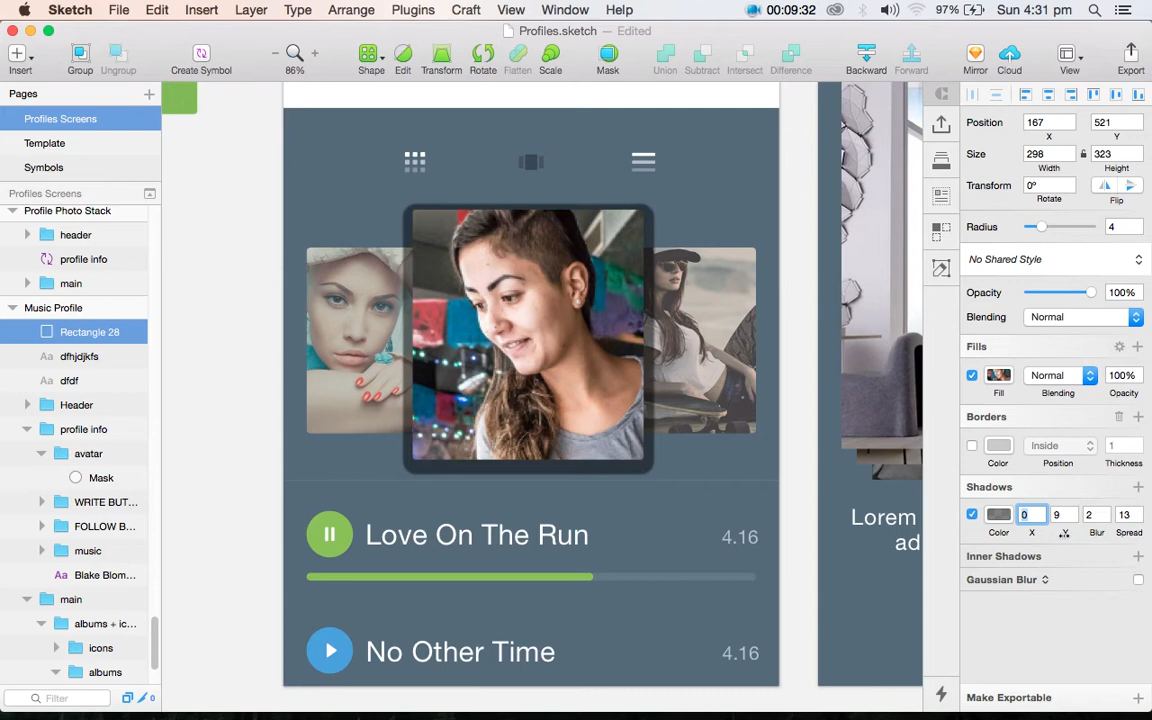 Sketch File Edit Insert Layer Type Arrange Plugins Craft View Window Help 00:09:32 97% Sun 4:31 pm
Profiles.sketch — Edited
Insert Group Ungroup Create Symbol 86% Shape Edit Transform Rotate Flatten Scale Mask Union Subtract Intersect Difference Backward Forward Mirror Cloud View Export
Pages
Profiles Screens
Template
Symbols
Profiles Screens
Profile Photo Stack
header
profile info
main
Music Profile
Rectangle 28
dfhjdjkfs
dfdf
Header
profile info
avatar
Mask
WRITE BUT...
FOLLOW B...
music
Blake Blom...
main
albums + ic...
icons
albums
Filter
0
Love On The Run 4.16
No Other Time 4.16
Lorem
ad
Position 167 521
X Y
Size 298 323
Width Height
Transform 0º
Rotate Flip
Radius 4
No Shared Style
Opacity 100%
Blending Normal
Fills
Normal 100%
Fill Blending Opacity
Borders
Inside 1
Color Position Thickness
Shadows
0 9 2 13
Color X Y Blur Spread
Inner Shadows
Gaussian Blur
Make Exportable